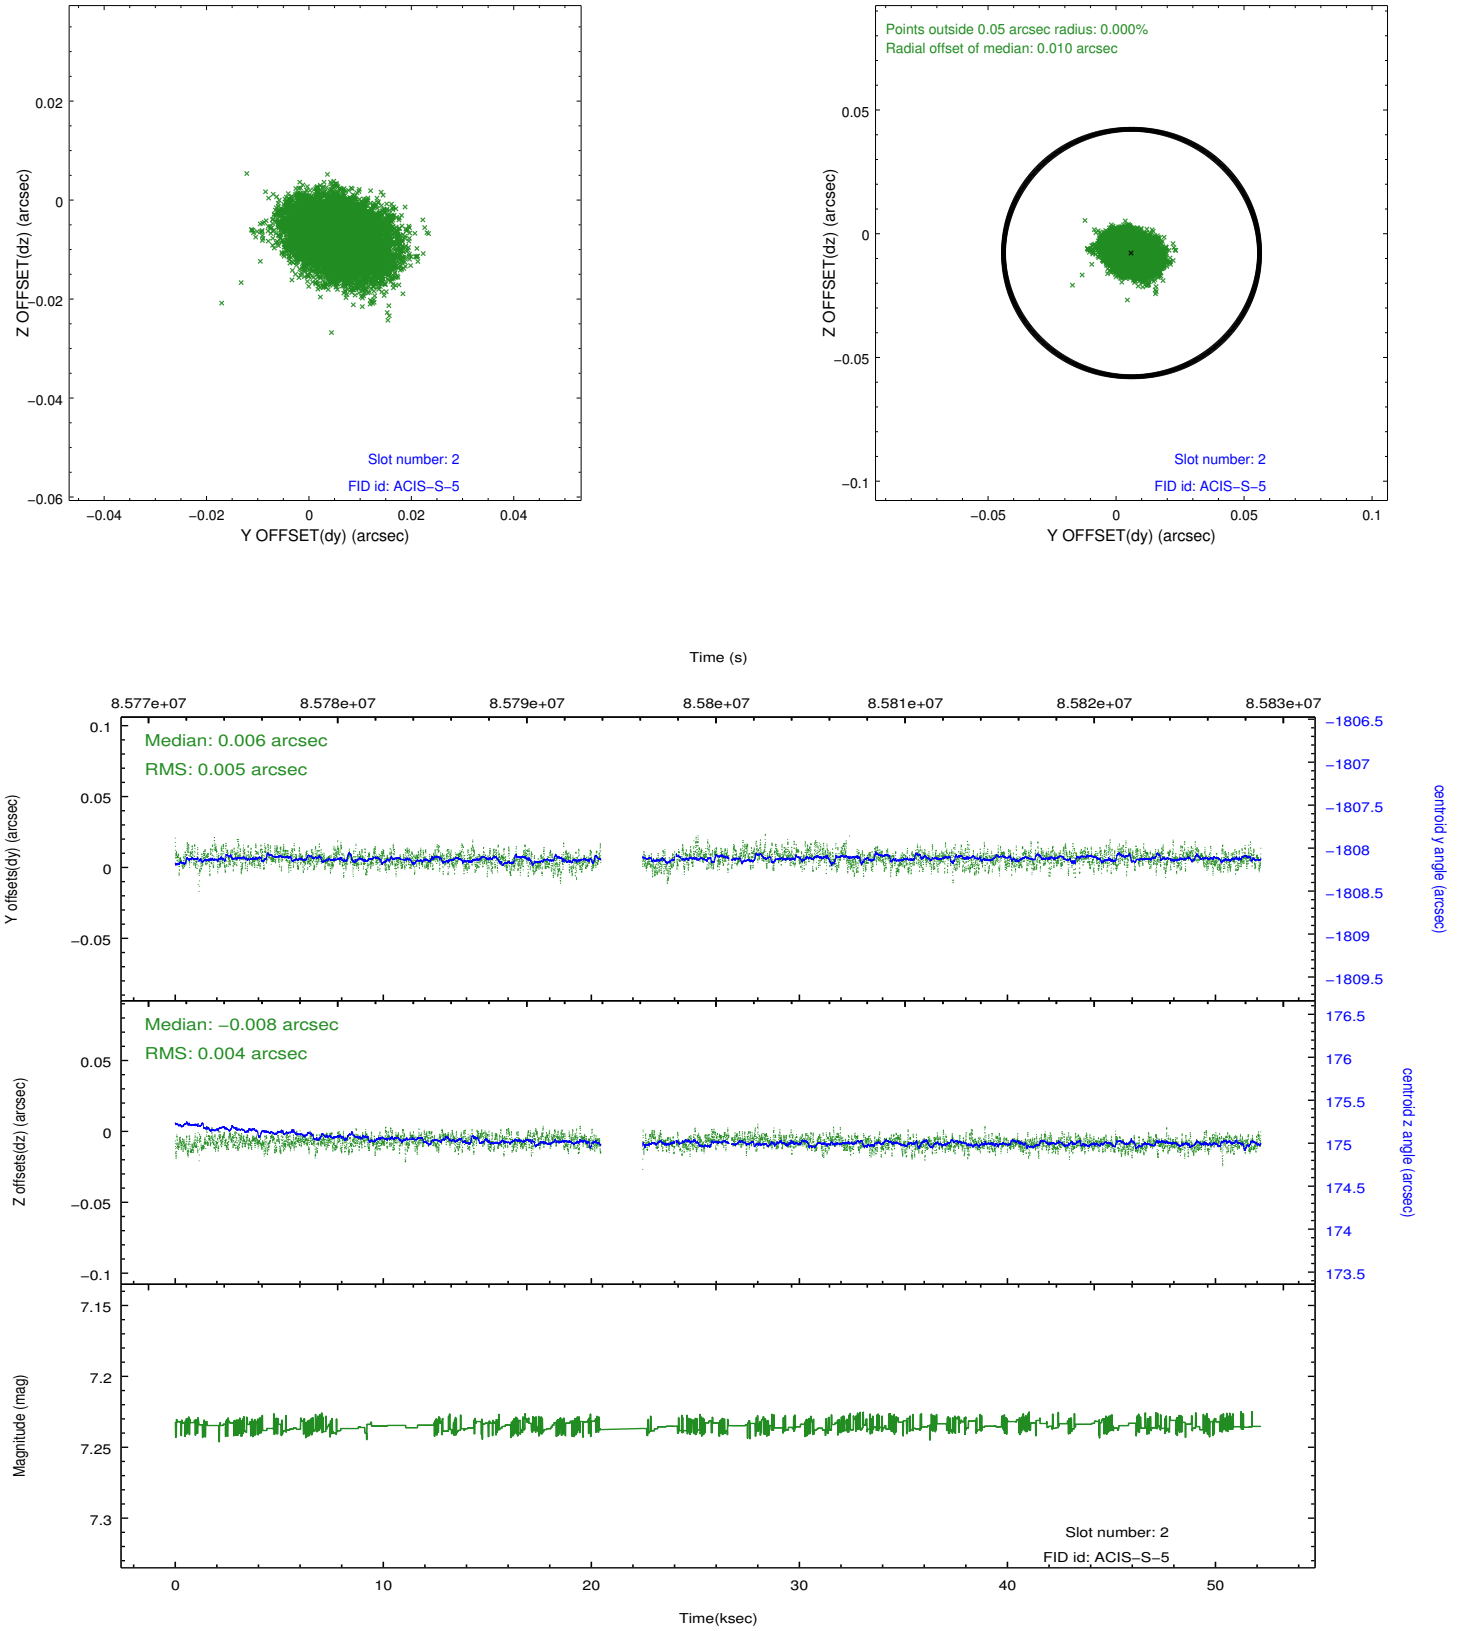 0.02
0
−0.02
−0.04
−0.06
Z OFFSET(dz) (arcsec)
Slot number: 2
FID id: ACIS−S−5
−0.04
−0.02
0
0.02
0.04
Y OFFSET(dy) (arcsec)
Points outside 0.05 arcsec radius: 0.000%
Radial offset of median: 0.010 arcsec
0.05
0
−0.05
−0.1
Z OFFSET(dz) (arcsec)
Slot number: 2
FID id: ACIS−S−5
−0.05
0
0.05
0.1
Y OFFSET(dy) (arcsec)
Time (s)
8.577e+07
8.578e+07
8.579e+07
8.58e+07
8.581e+07
8.582e+07
8.583e+07
Median: 0.006 arcsec
RMS: 0.005 arcsec
0.1
0.05
0
−0.05
Y offsets(dy) (arcsec)
−1806.5
−1807
−1807.5
−1808
−1808.5
−1809
−1809.5
centroid y angle (arcsec)
Median: −0.008 arcsec
RMS: 0.004 arcsec
0.05
0
−0.05
−0.1
Z offsets(dz) (arcsec)
176.5
176
175.5
175
174.5
174
173.5
centroid z angle (arcsec)
7.15
7.2
7.25
7.3
Magnitude (mag)
Slot number: 2
FID id: ACIS−S−5
0
10
20
30
40
50
Time(ksec)